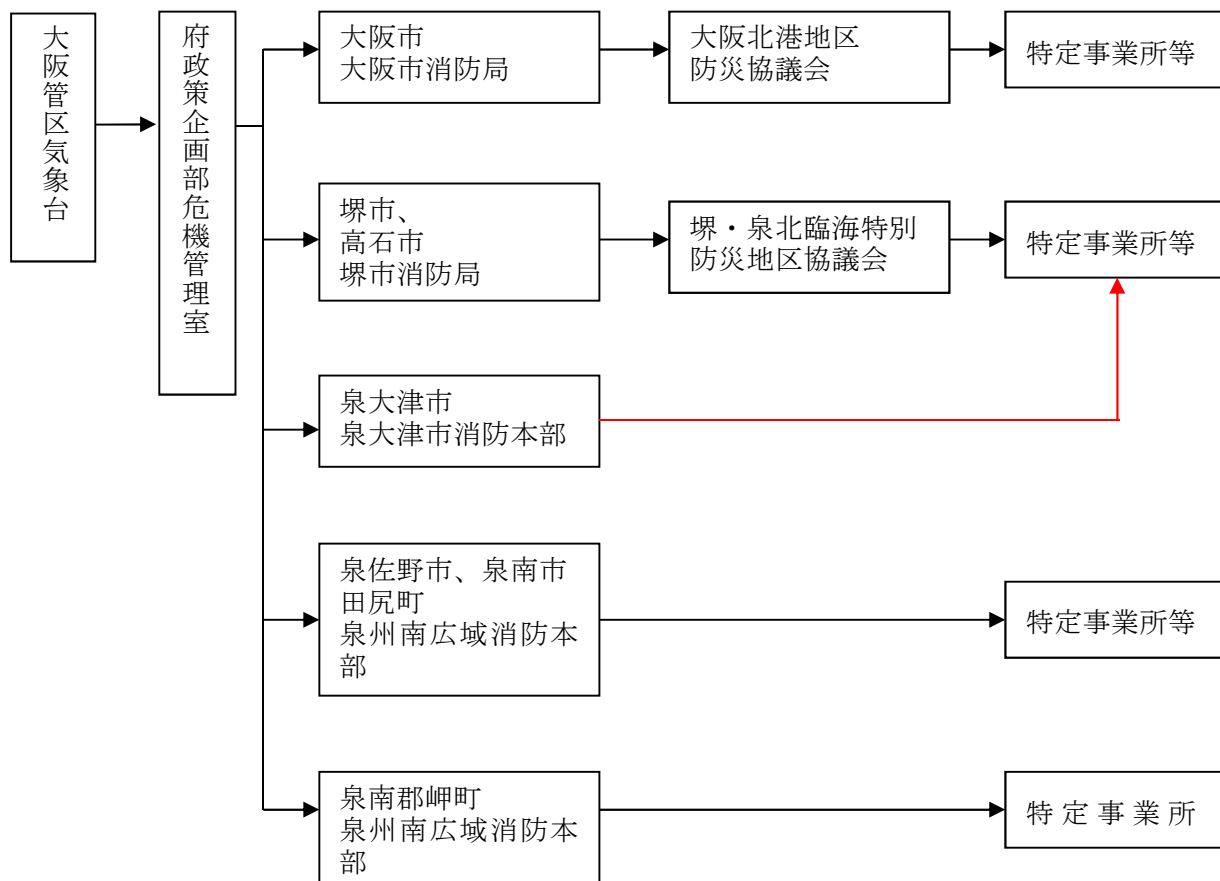 大阪管区気象台
府政策企画部危機管理室
大阪市
大阪市消防局
大阪北港地区
防災協議会
特定事業所等
堺市、
高石市
堺市消防局
堺・泉北臨海特別
防災地区協議会
特定事業所等
泉大津市
泉大津市消防本部
泉佐野市、泉南市
田尻町
泉州南広域消防本
部
特定事業所等
泉南郡岬町
泉州南広域消防本
部
特定事業所